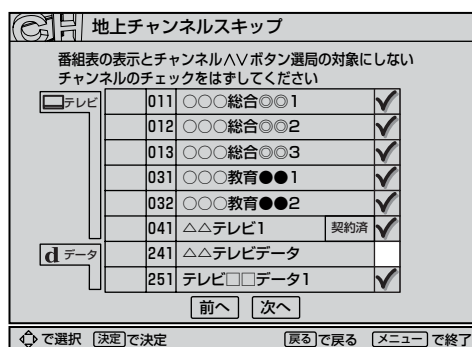 CH 地上チャンネルスキップ
番組表の表示とチャンネル∧∨ボタン選局の対象にしない
チャンネルのチェックをはずしてください
テレビ
011 ○○○総合◎◎1
012 ○○○総合◎◎2
013 ○○○総合◎◎3
031 ○○○教育●●1
032 ○○○教育●●2
041 △△テレビ1 契約済
d データ
241 △△テレビデータ
251 テレビ□□データ1
前へ 次へ
で選択 決定 で決定 戻る で戻る メニュー で終了